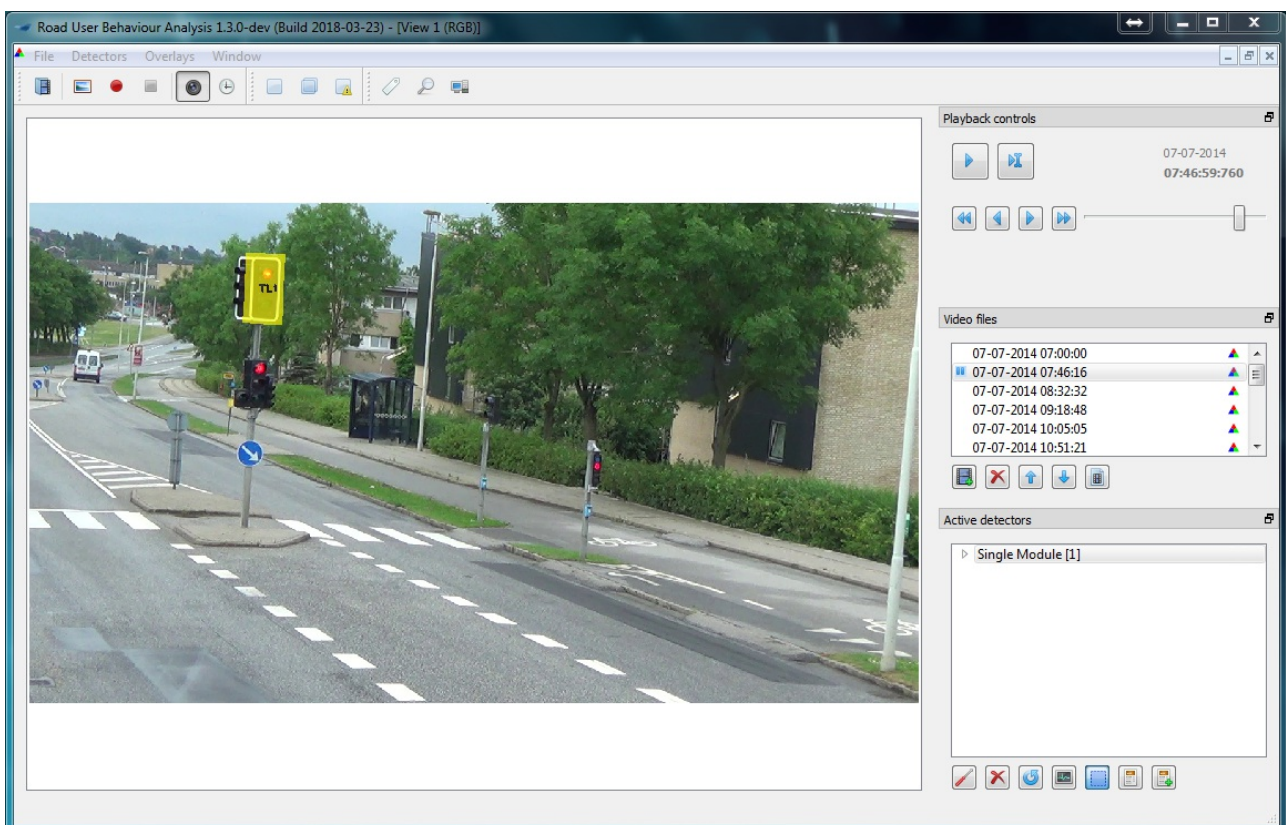 Road User Behaviour Analysis 1.3.0-dev (Build 2018-03-23) - [View 1 (RGB)]
File Detectors Overlays Window
Playback controls
07-07-2014
07:46:59:760
TL1
Video files
07-07-2014 07:00:00
07-07-2014 07:46:16
07-07-2014 08:32:32
07-07-2014 09:18:48
07-07-2014 10:05:05
07-07-2014 10:51:21
Active detectors
Single Module [1]